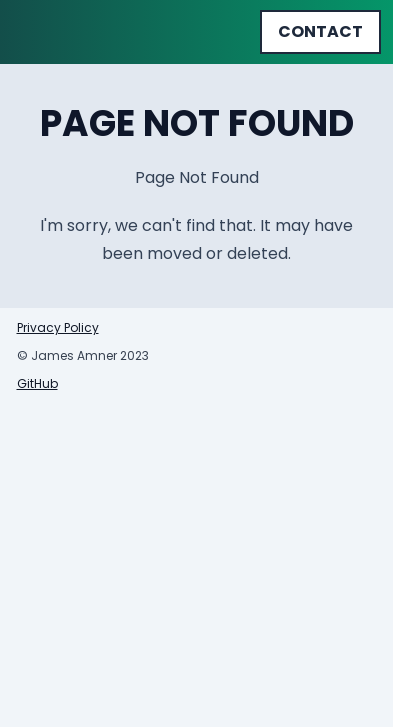 CONTACT
PAGE NOT FOUND
Page Not Found
I'm sorry, we can't find that. It may have
been moved or deleted.
Privacy Policy
© James Amner 2023
GitHub